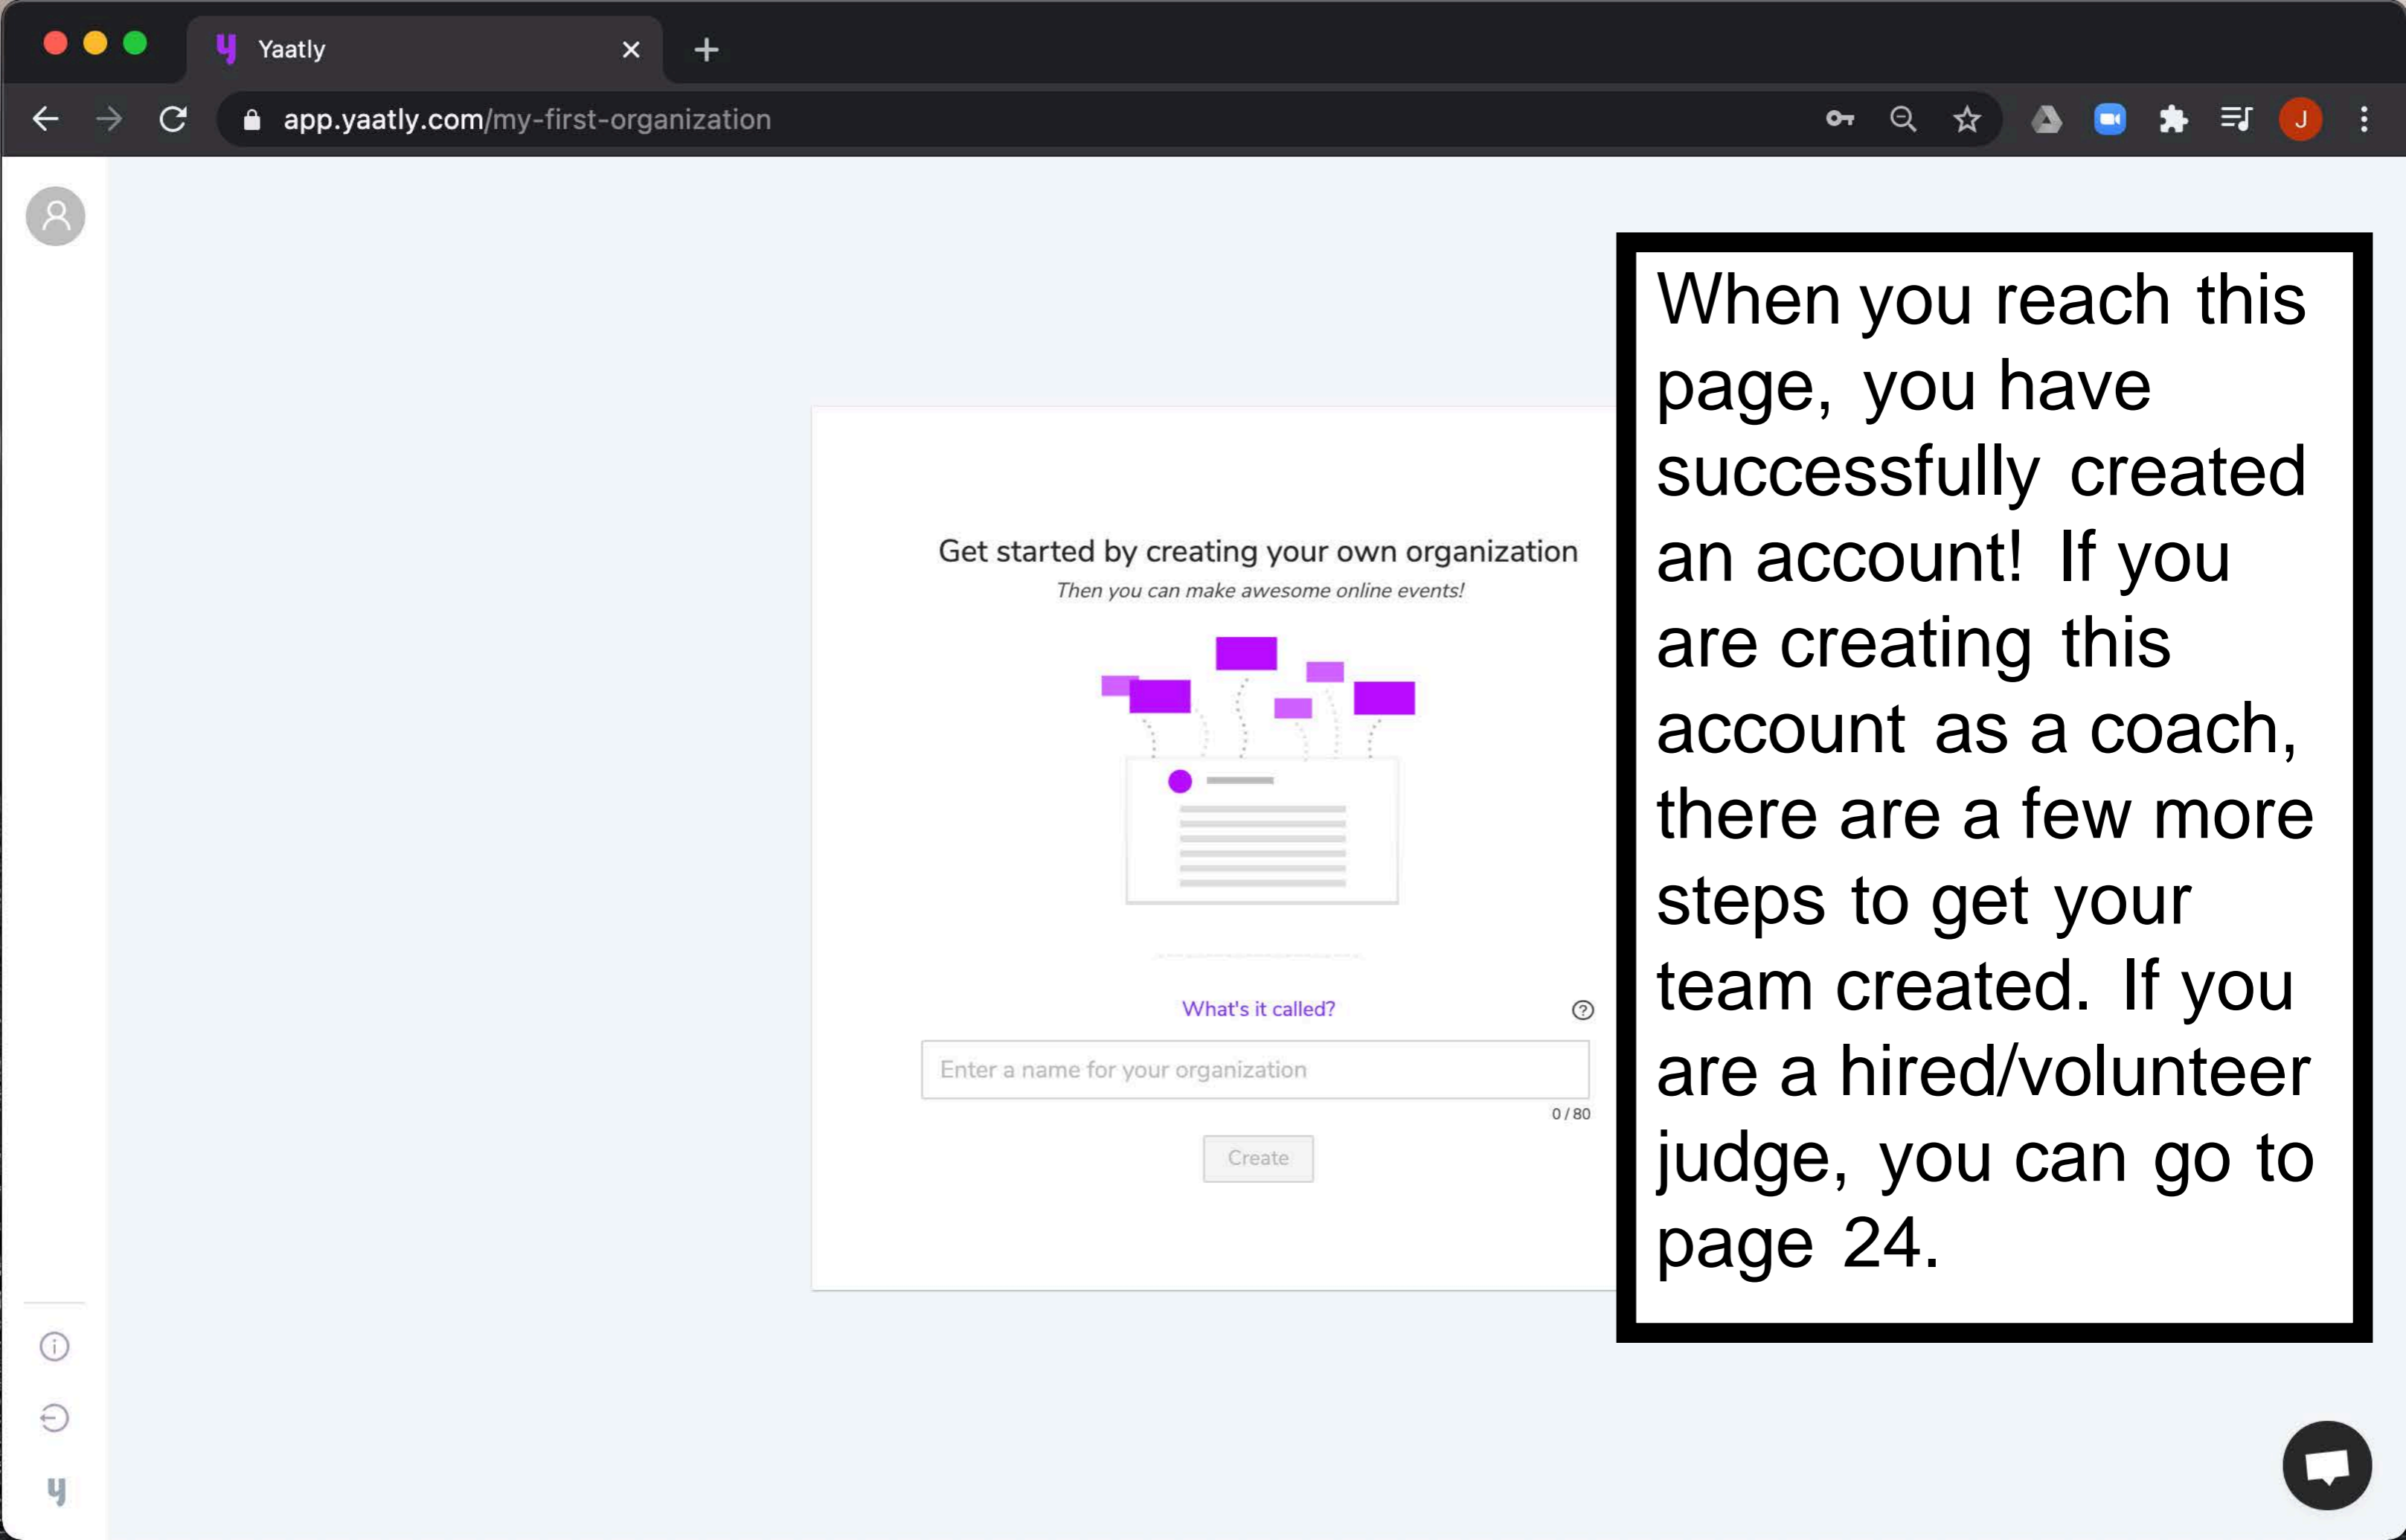 Yaatly
app.yaatly.com/my-first-organization
J
When you reach this
page, you have
successfully created
an account! If you
are creating this
account as a coach,
there are a few more
steps to get your
team created. If you
are a hired/volunteer
judge, you can go to
page 24.
Get started by creating your own organization
Then you can make awesome online events!
What's it called?
Enter a name for your organization
0 / 80
Create
y